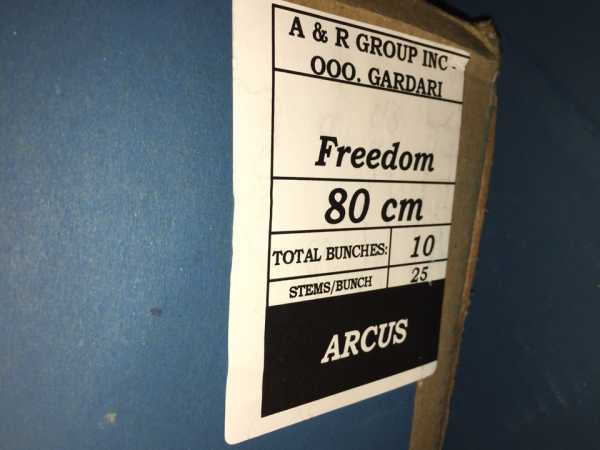 A & R GROUP INC -
OOO. GARDARI
Freedom
80 cm
TOTAL BUNCHES: 10
STEMS/BUNCH 25
ARCUS